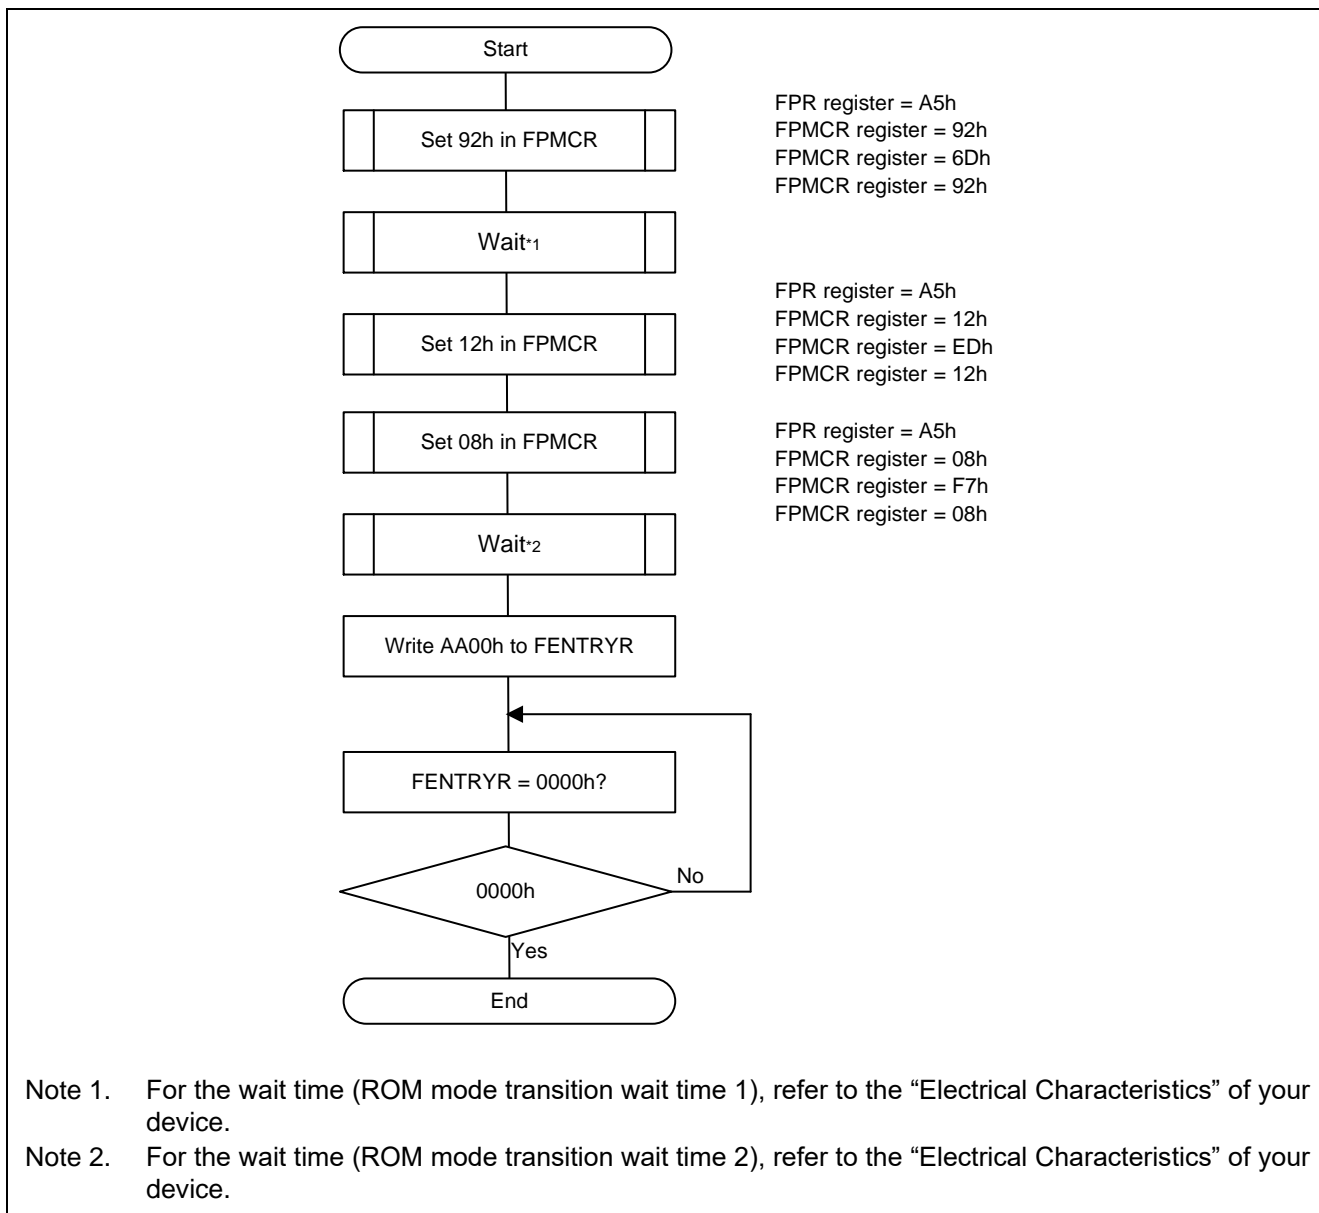 Start
Set 92h in FPMCR
FPR register = A5h
FPMCR register = 92h
FPMCR register = 6Dh
FPMCR register = 92h
Wait*1
Set 12h in FPMCR
FPR register = A5h
FPMCR register = 12h
FPMCR register = EDh
FPMCR register = 12h
Set 08h in FPMCR
FPR register = A5h
FPMCR register = 08h
FPMCR register = F7h
FPMCR register = 08h
Wait*2
Write AA00h to FENTRYR
FENTRYR = 0000h?
0000h
No
Yes
End
Note 1. For the wait time (ROM mode transition wait time 1), refer to the “Electrical Characteristics” of your
device.
Note 2. For the wait time (ROM mode transition wait time 2), refer to the “Electrical Characteristics” of your
device.